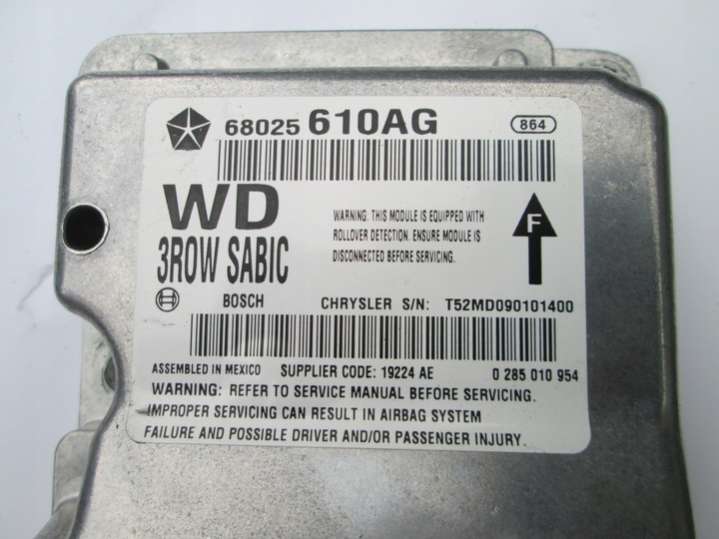 68025 610AG 864
WD
3ROW SABIC
WARNING. THIS MODULE IS EQUIPPED WITH
ROLLOVER DETECTION. ENSURE MODULE IS
DISCONNECTED BEFORE SERVICING.
F
BOSCH CHRYSLER S/N: T52MD090101400
ASSEMBLED IN MEXICO SUPPLIER CODE: 19224 AE 0 285 010 954
WARNING: REFER TO SERVICE MANUAL BEFORE SERVICING.
IMPROPER SERVICING CAN RESULT IN AIRBAG SYSTEM
FAILURE AND POSSIBLE DRIVER AND/OR PASSENGER INJURY.